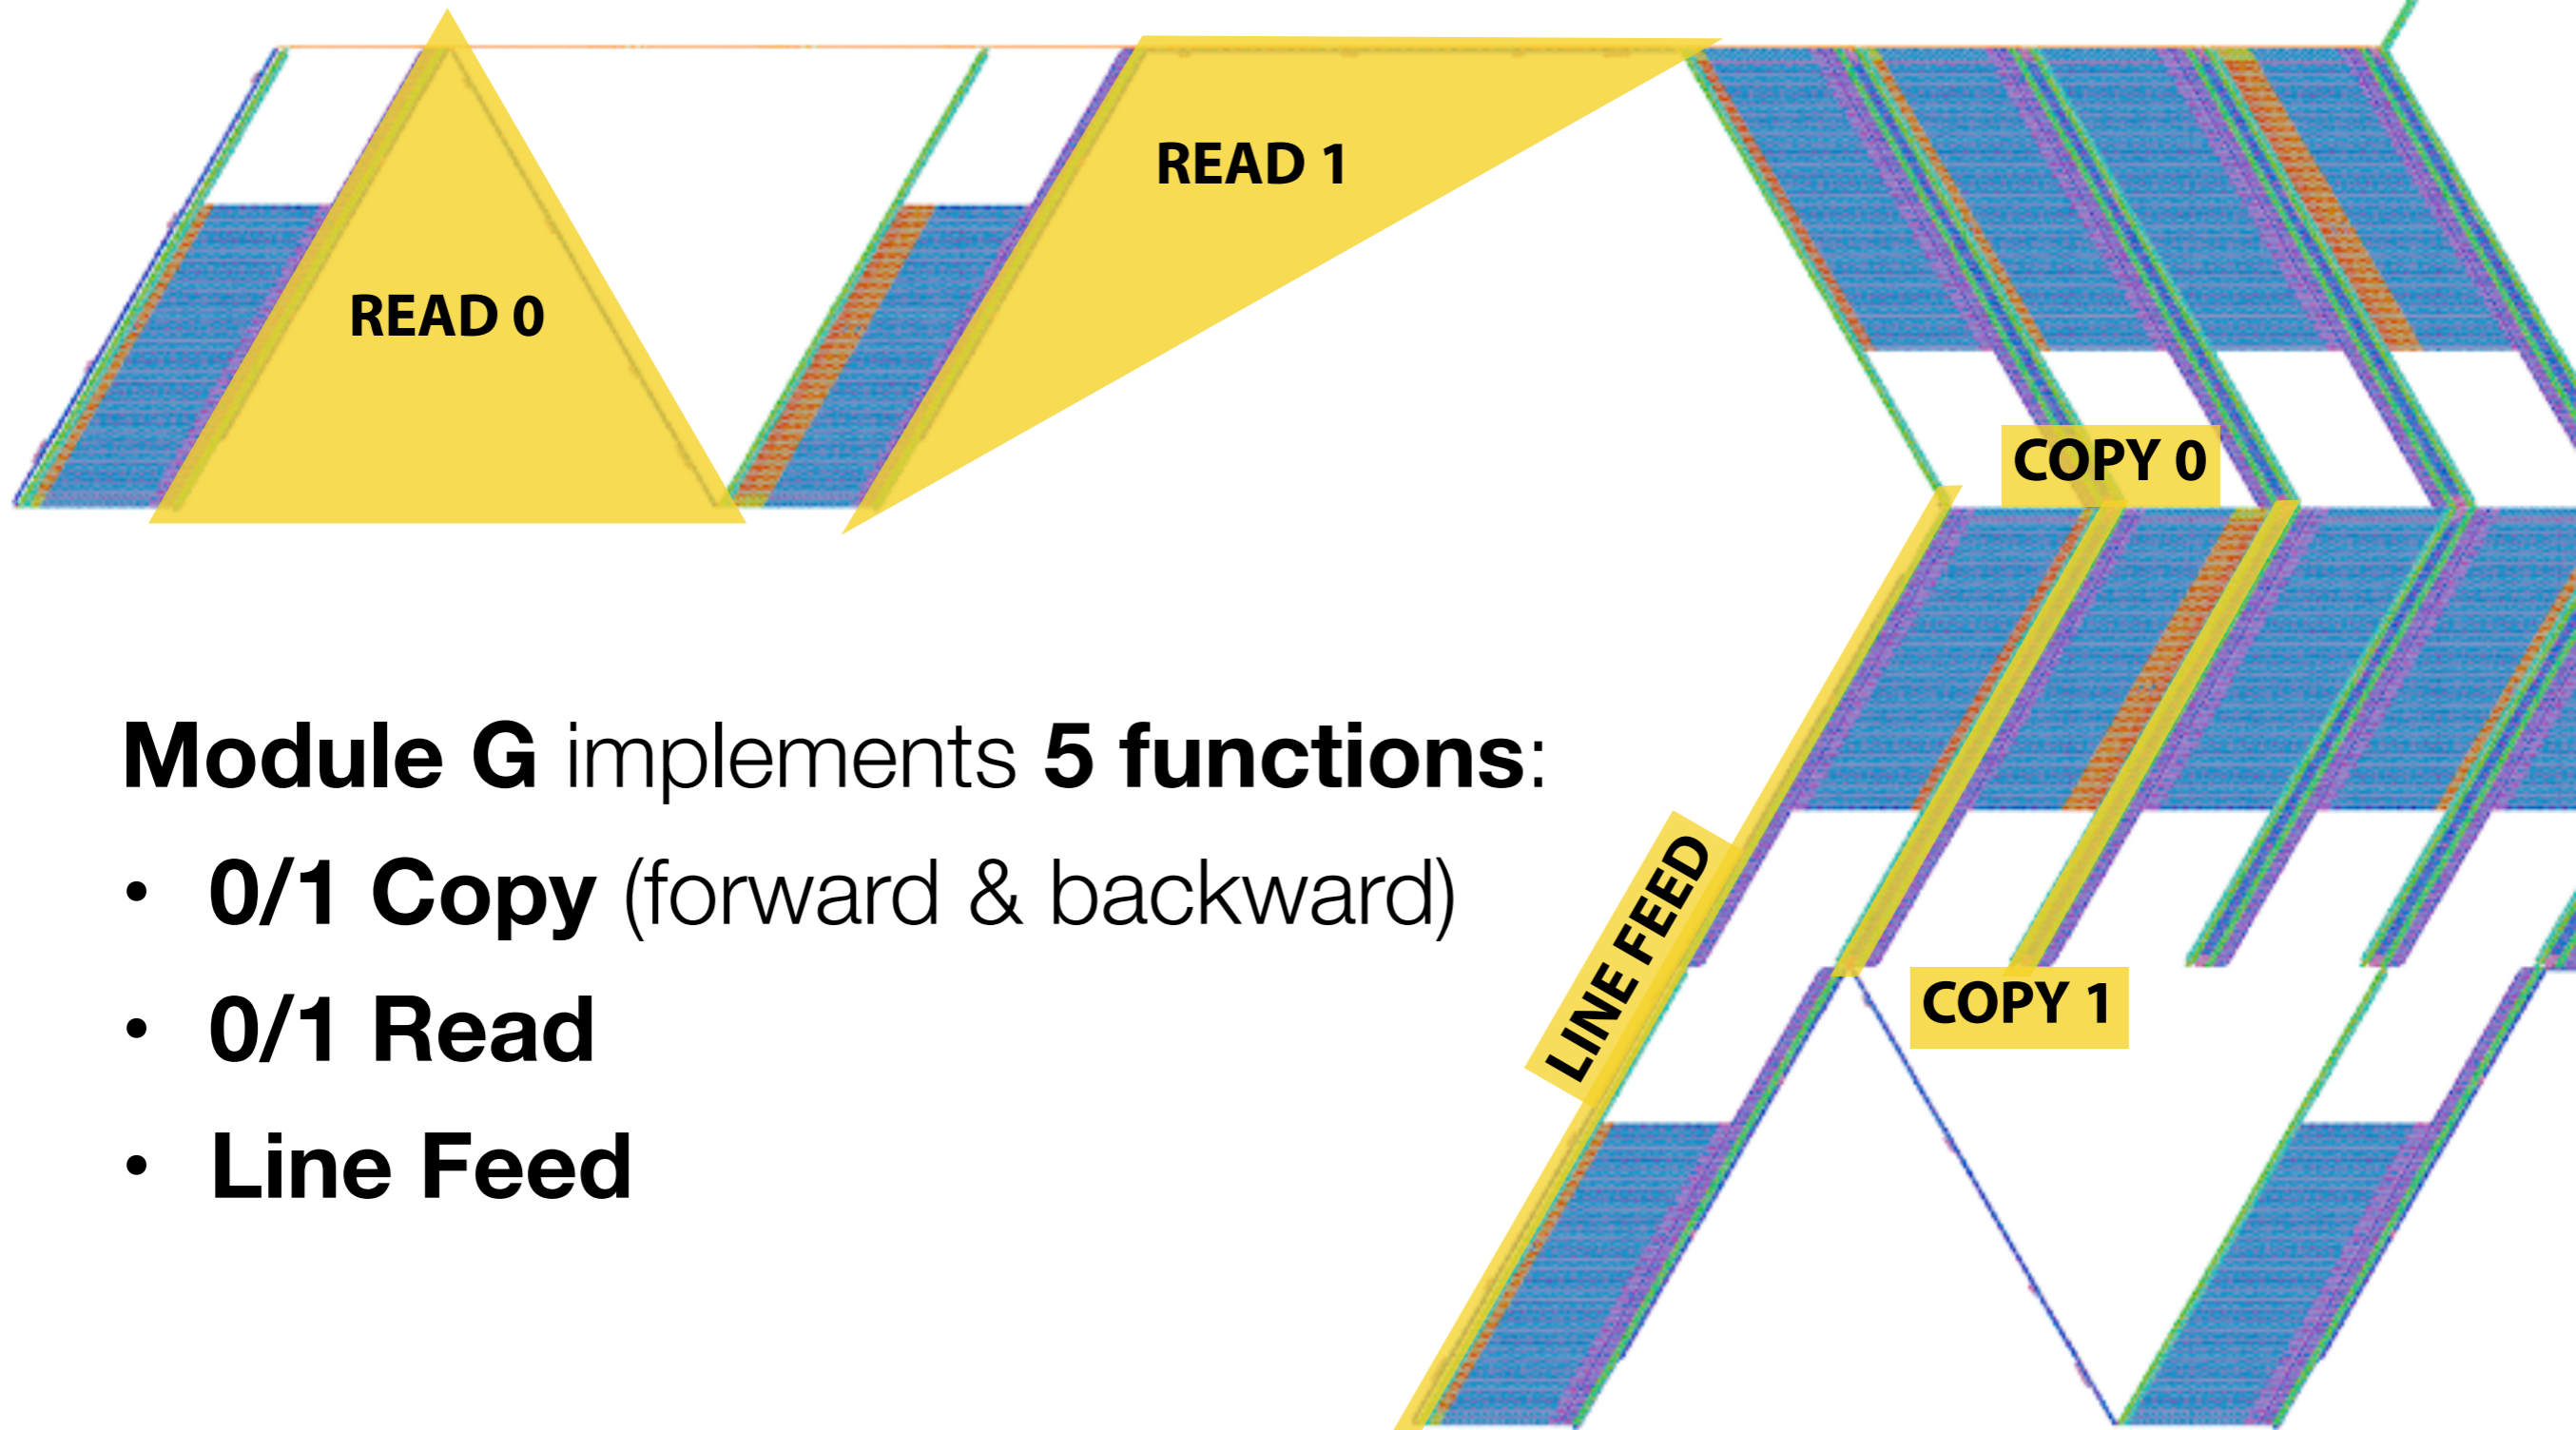 READ 0
READ 1
COPY 0
Module G implements 5 functions:
• 0/1 Copy (forward & backward)
• 0/1 Read
• Line Feed
LINE FEED
COPY 1